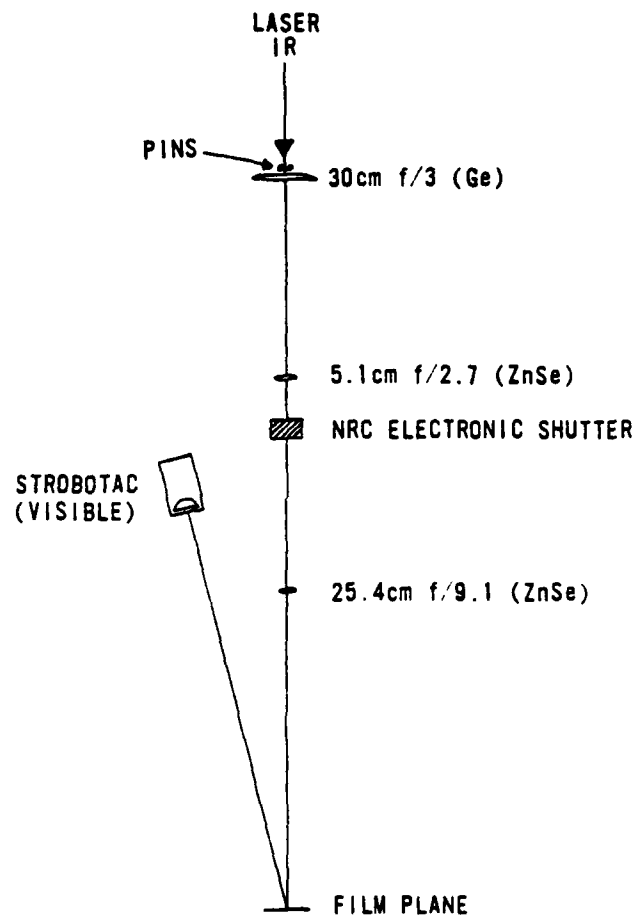 LASER
IR
PINS
30cm f/3 (Ge)
5.1cm f/2.7 (ZnSe)
NRC ELECTRONIC SHUTTER
STROBOTAC
(VISIBLE)
25.4cm f/9.1 (ZnSe)
FILM PLANE